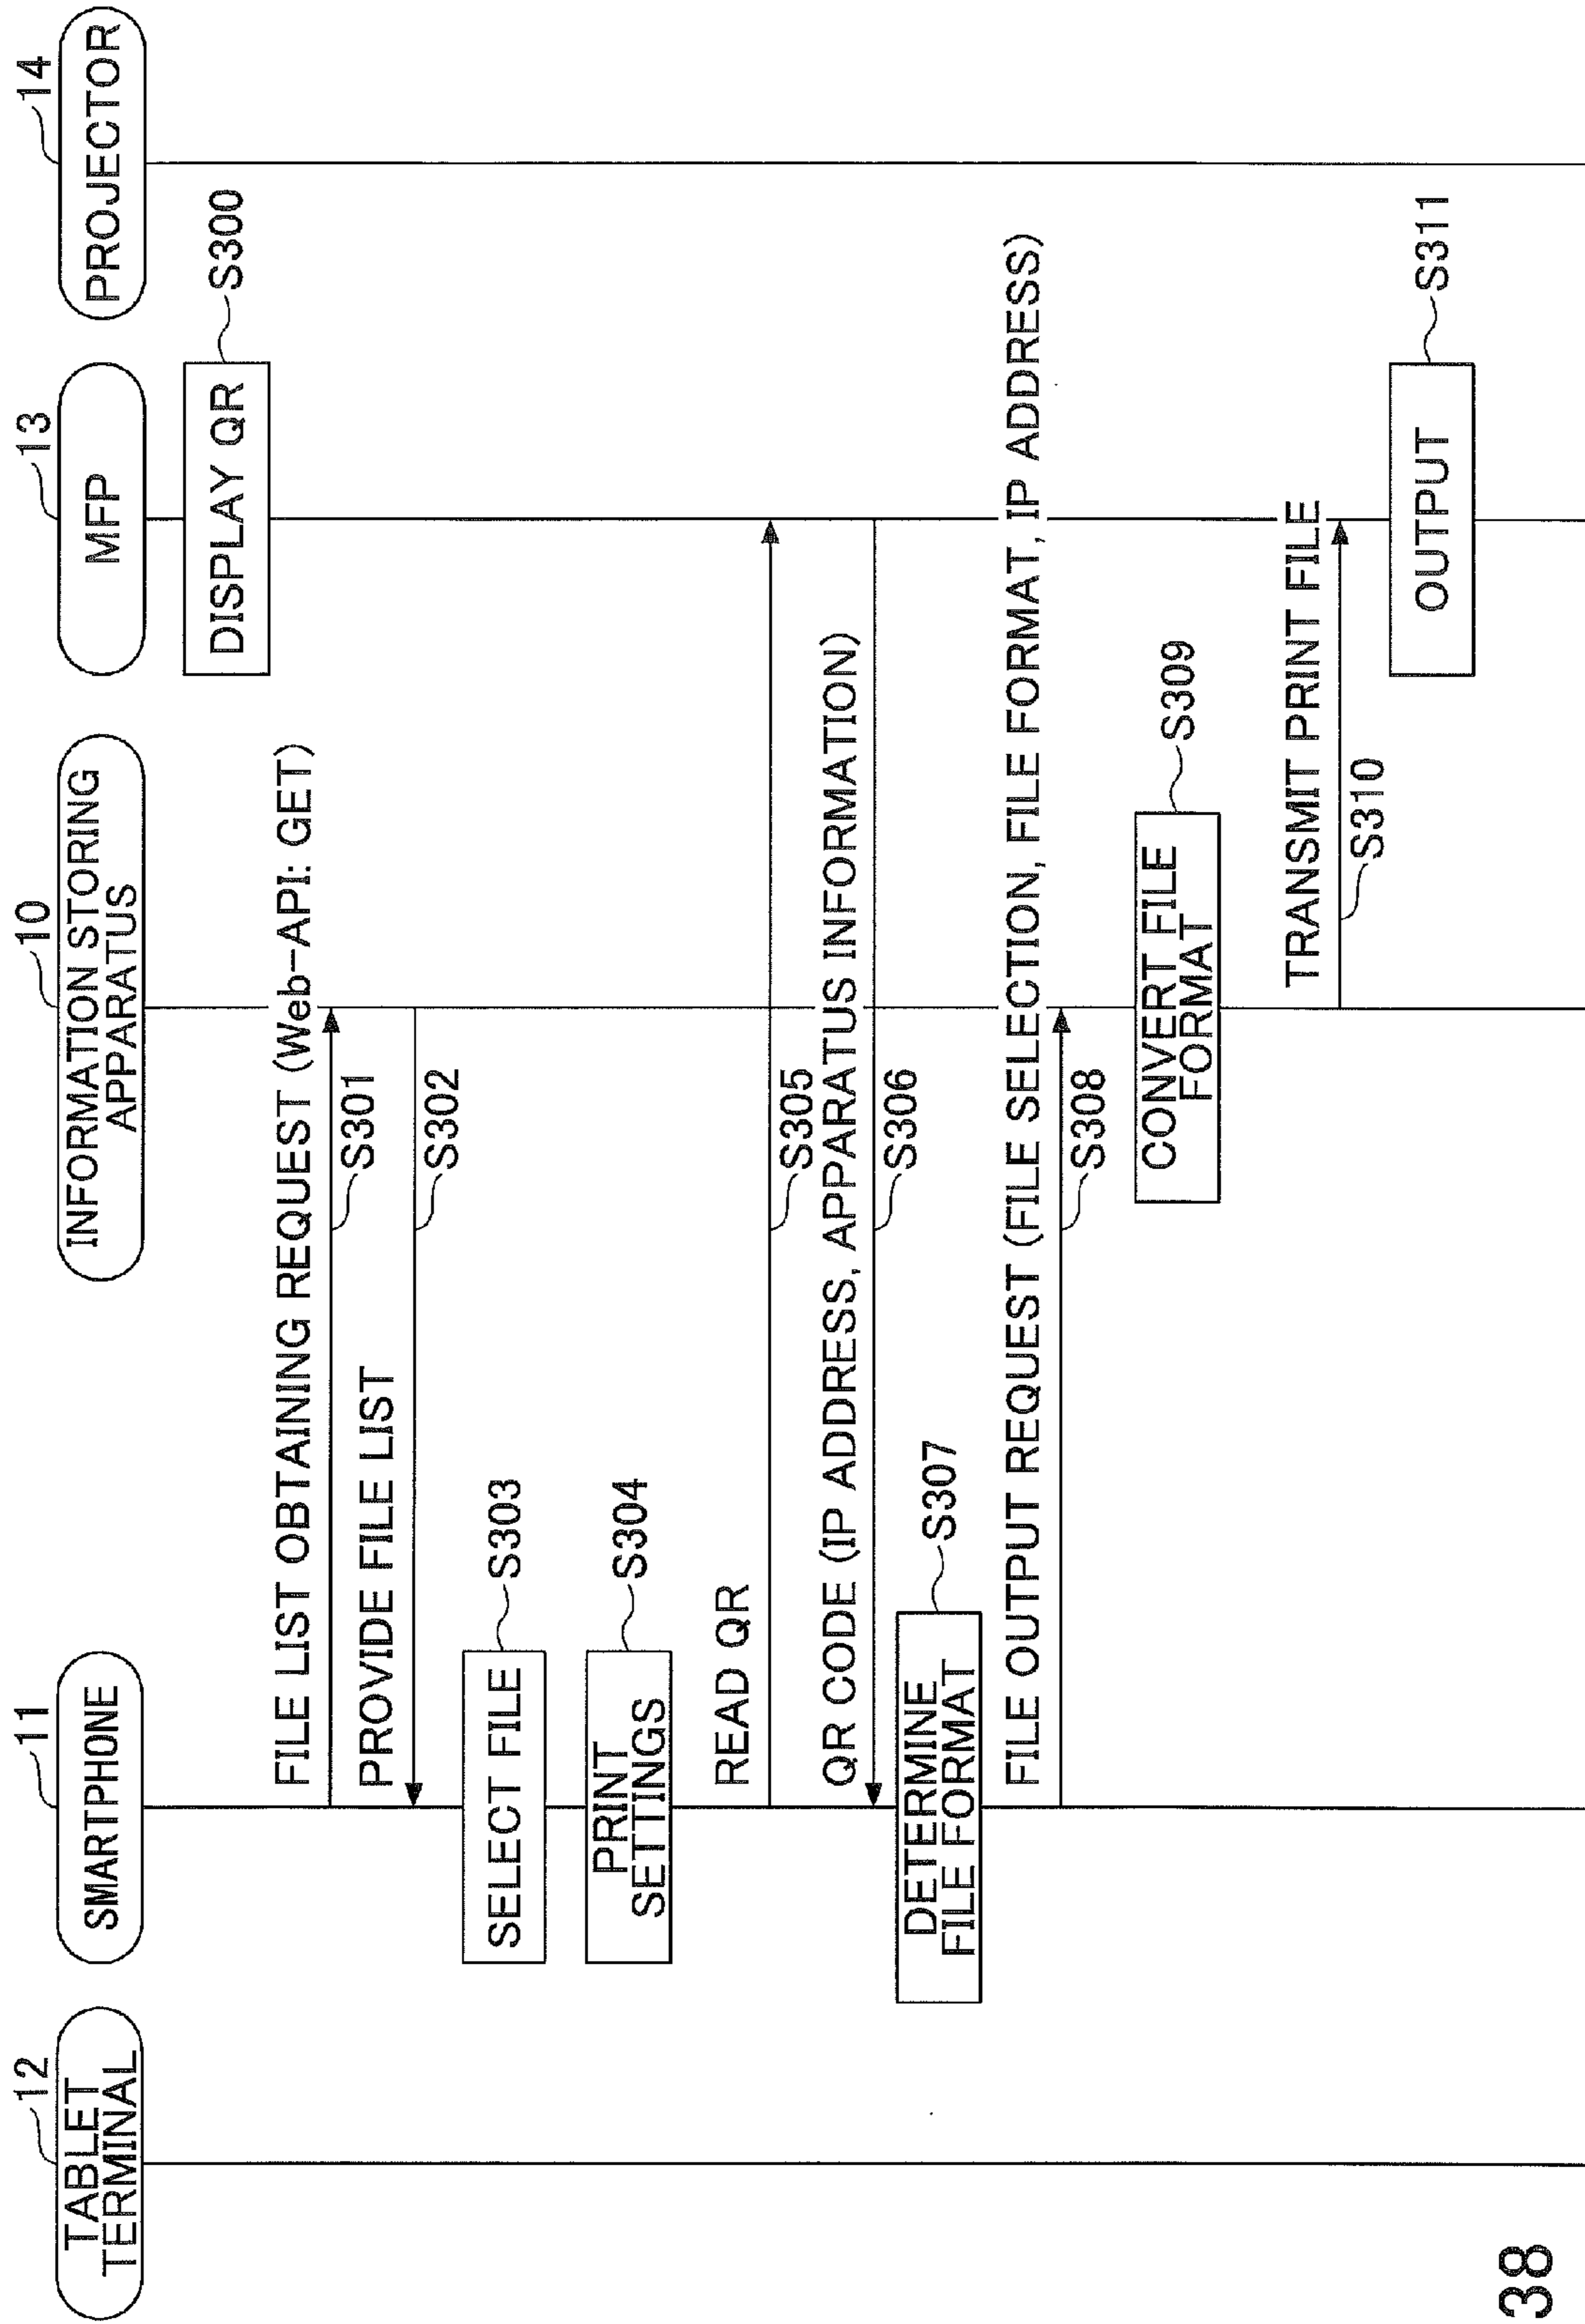 12
TABLET
TERMINAL
11
SMARTPHONE
10
INFORMATION STORING
APPARATUS
13
MFP
14
PROJECTOR
DISPLAY QR
S300
FILE LIST OBTAINING REQUEST (Web-API: GET)
S301
PROVIDE FILE LIST
S302
SELECT FILE
S303
PRINT
SETTINGS
S304
READ QR
S305
QR CODE (IP ADDRESS, APPARATUS INFORMATION)
S306
DETERMINE
FILE FORMAT
S307
FILE OUTPUT REQUEST (FILE SELECTION, FILE FORMAT, IP ADDRESS)
S308
CONVERT FILE
FORMAT
S309
TRANSMIT PRINT FILE
S310
OUTPUT
S311
38